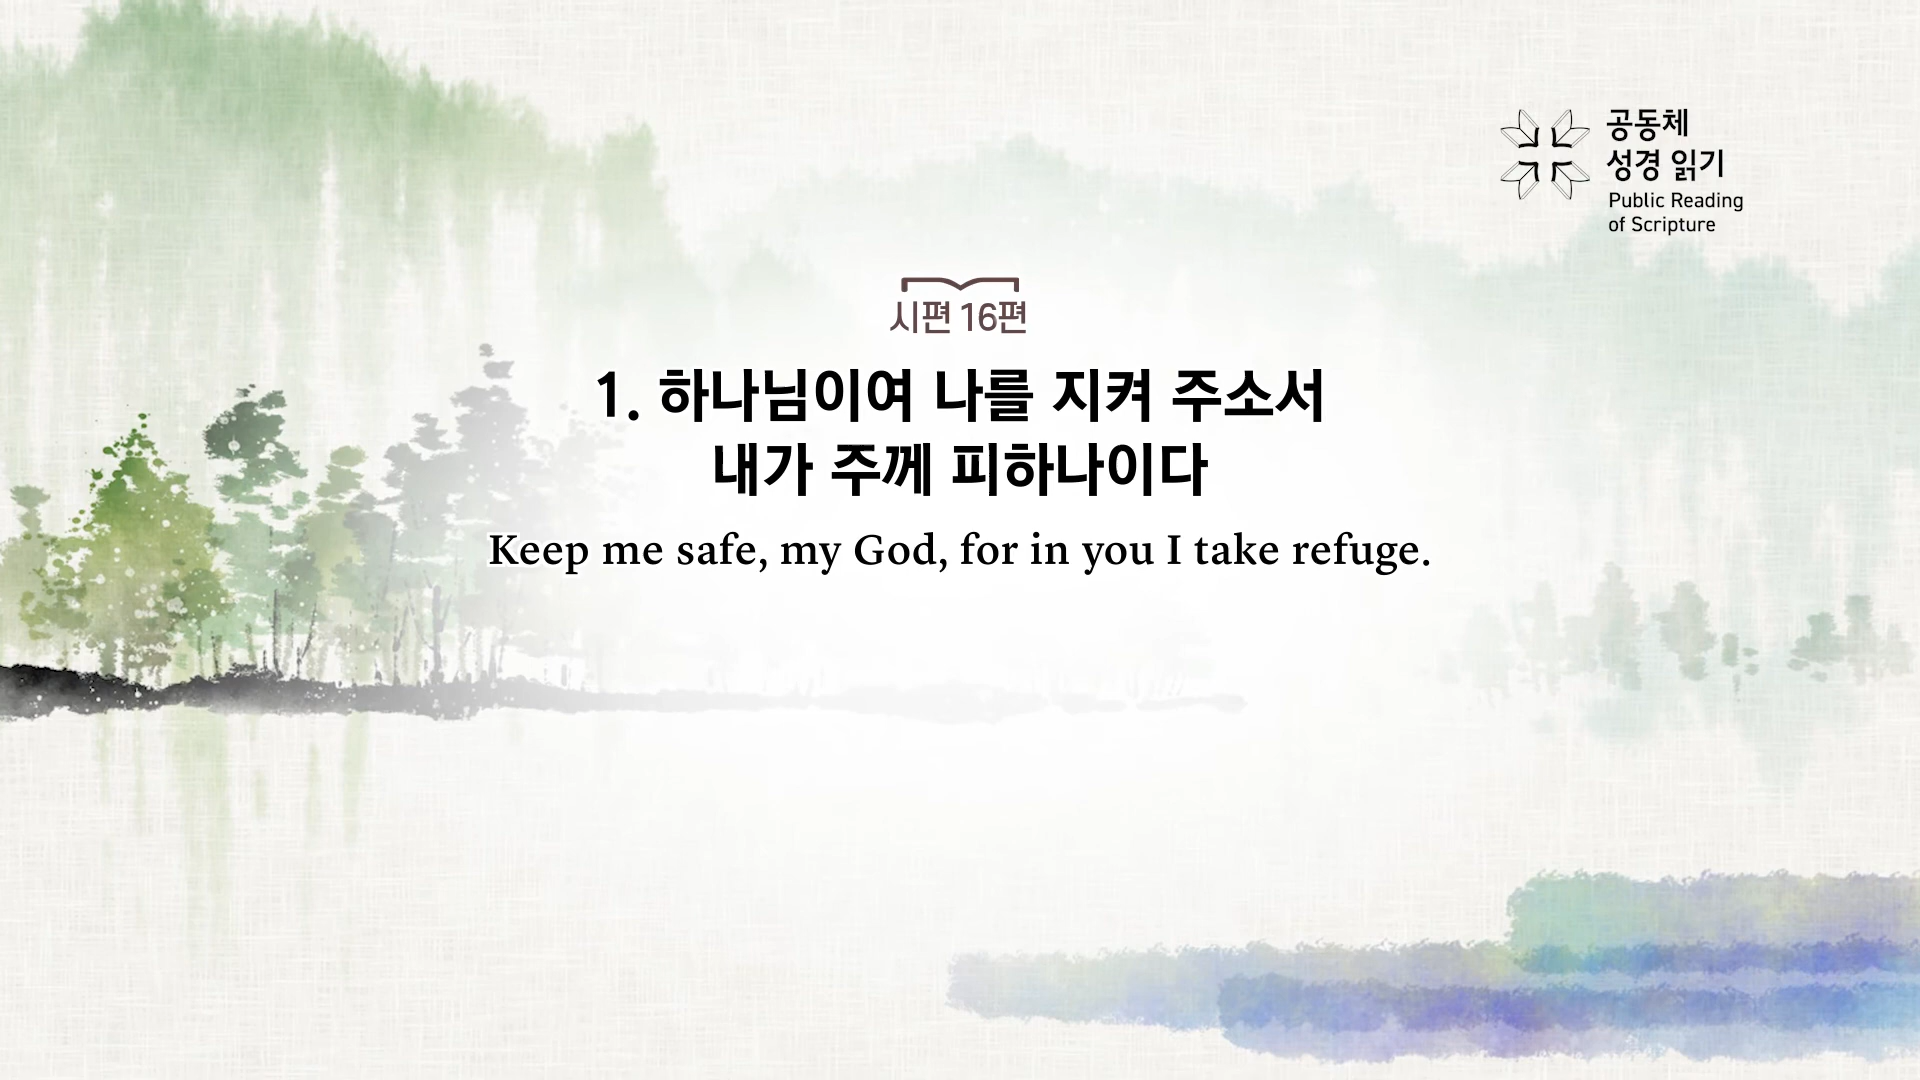 공동체
성경 읽기
Public Reading
of Scripture
시편 16편
1. 하나님이여 나를 지켜 주소서
내가 주께 피하나이다
Keep me safe, my God, for in you I take refuge.